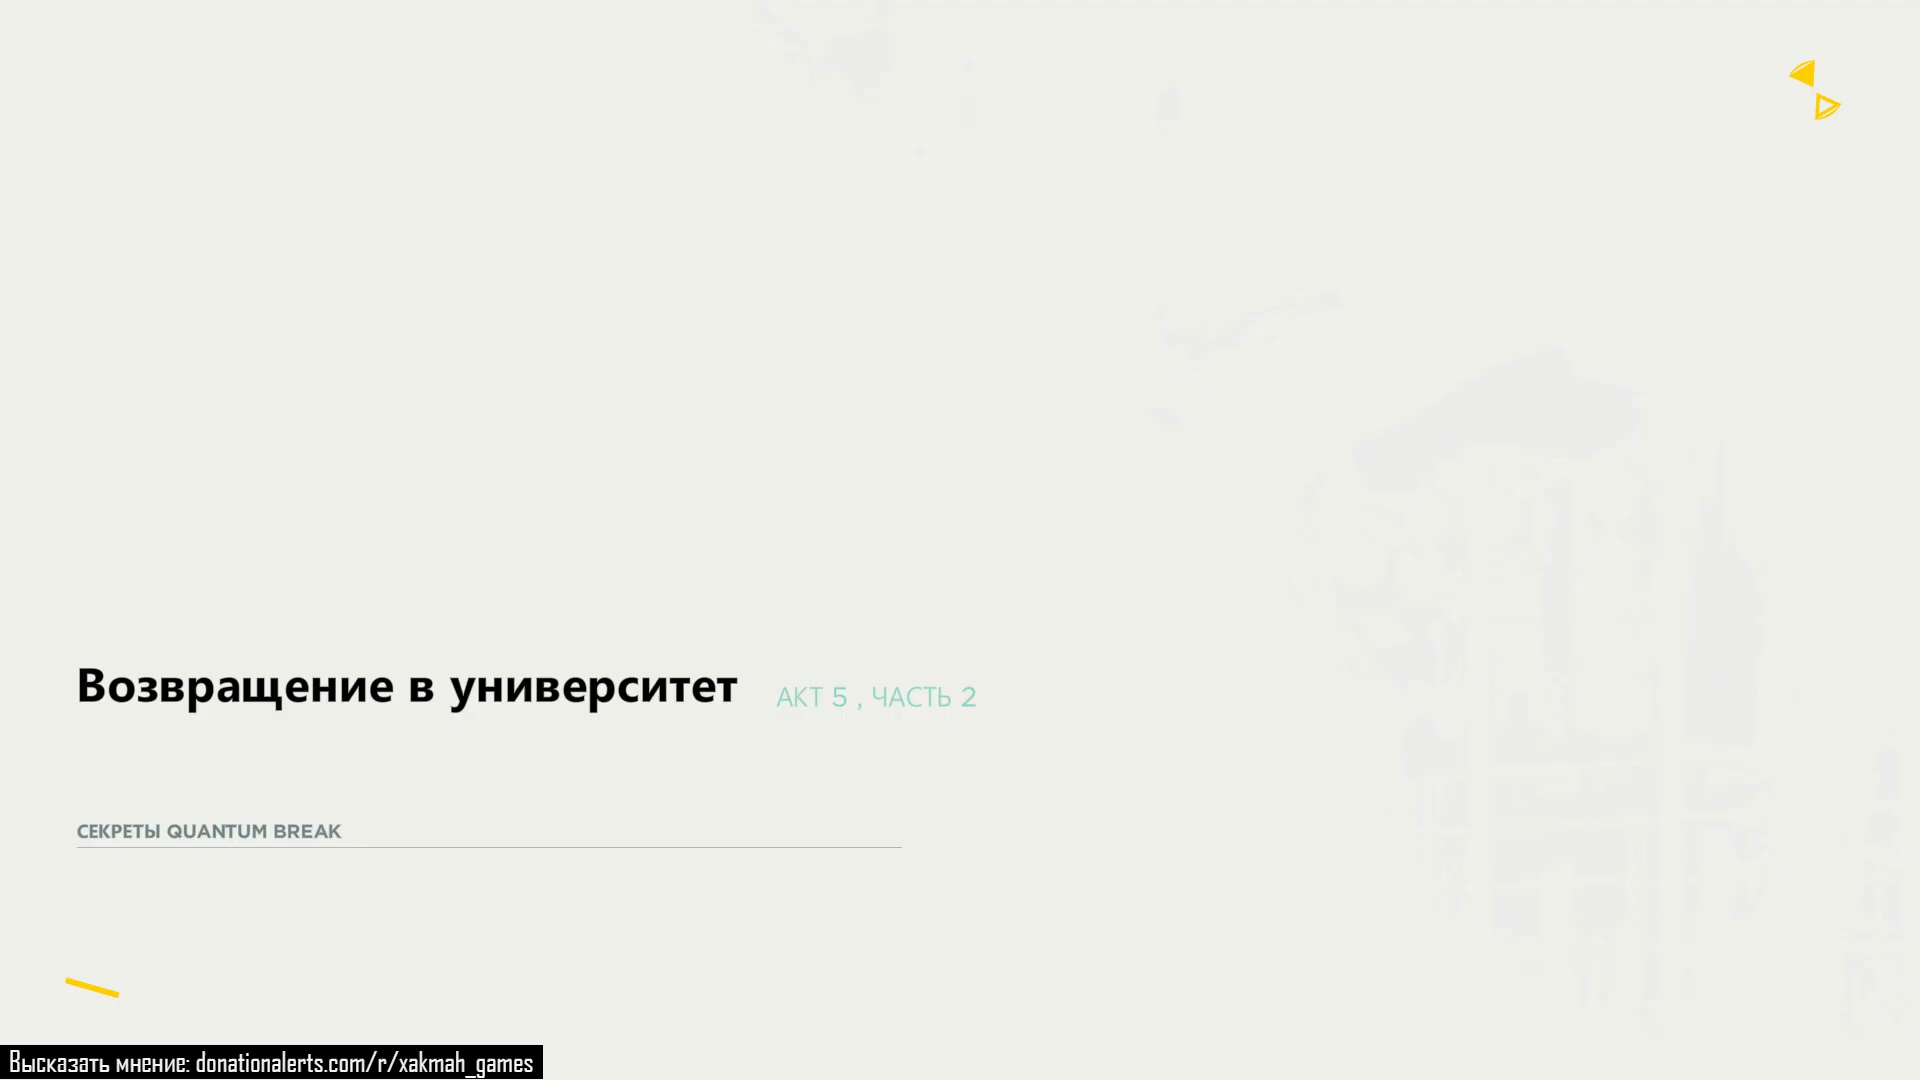 Возвращение в университет АКТ 5 , ЧАСТЬ 2
СЕКРЕТЫ QUANTUM BREAK
Высказать мнение: donationalerts.com/r/xakmah_games